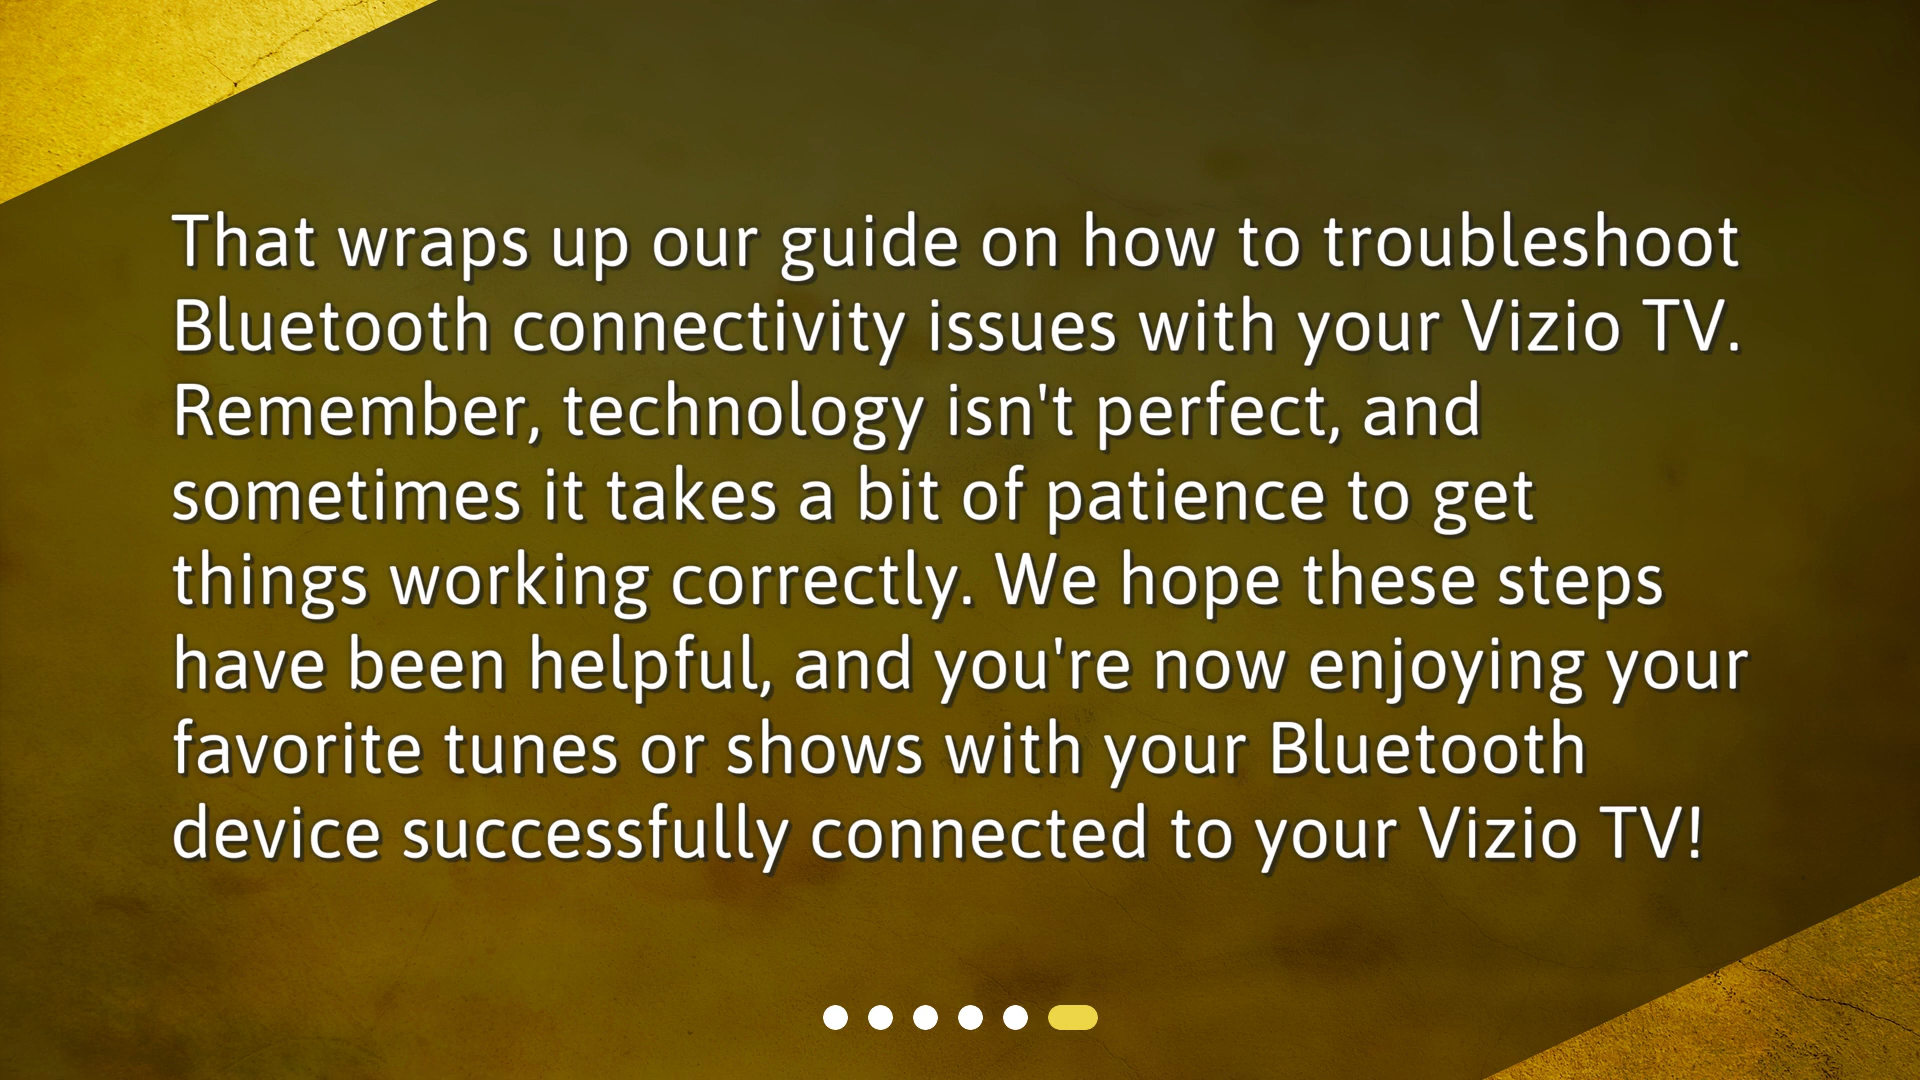 That wraps up our guide on how to troubleshoot
Bluetooth connectivity issues with your Vizio TV.
Remember, technology isn't perfect, and
sometimes it takes a bit of patience to get
things working correctly. We hope these steps
have been helpful, and you're now enjoying your
favorite tunes or shows with your Bluetooth
device successfully connected to your Vizio TV!